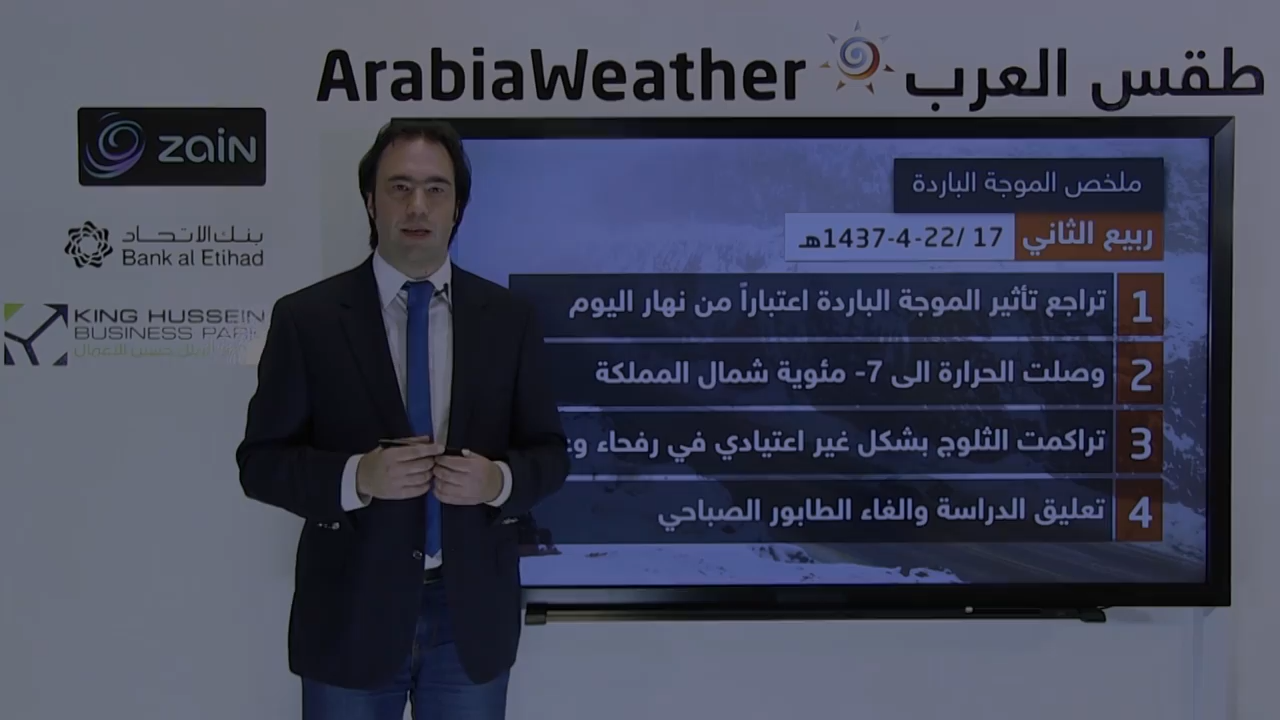 ArabiaWeather طقس العرب
zain
بنك الاتحاد
Bank al Etihad
KING HUSSEIN
BUSINESS PARK
ملخص الموجة الباردة
ربيع الثاني 17 /22-4-1437هـ
1 تراجع تأثير الموجة الباردة اعتباراً من نهار اليوم
2 وصلت الحرارة الى 7- مئوية شمال المملكة
3 تراكمت الثلوج بشكل غير اعتيادي في رفحاء
4 تعليق الدراسة والغاء الطابور الصباحي